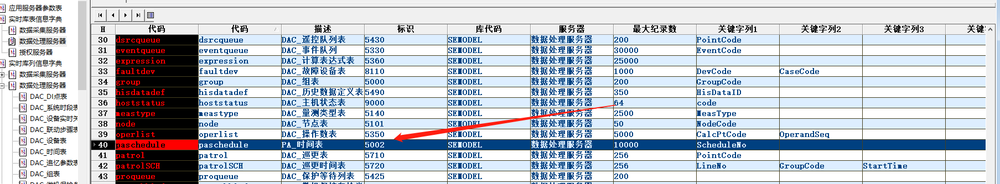 应用服务器参数表
实时库表信息字典
数据采集服务器
数据处理服务器
授权服务器
实时库列信息字典
数据采集服务器
数据处理服务器
DAC_DI点表
DAC_系统时段表
DAC_设备实时关
DAC_联动步骤表
DAC_设备表
DAC_时间表
DAC_追忆参数表
DAC_组表
H 代码 代码 描述 标识 库代码 服务器 最大纪录数 关键字列1 关键字列2 关键字列3 关键
30 dsrcqueue dsrcqueue DAC_遥控队列表 5430 SEMODEL 数据处理服务器 200 PointCode
31 eventqueue eventqueue DAC_事件队列 5330 SEMODEL 数据处理服务器 30000 EventCode
32 expression expression DAC_计算表达式表 5360 SEMODEL 数据处理服务器 25000
33 faultdev faultdev DAC_故障设备表 8110 SEMODEL 数据处理服务器 1000 DevCode CaseCode
34 group group DAC_组表 5000 SEMODEL 数据处理服务器 200 GroupCode
35 hisdatadef hisdatadef DAC_历史数据定义表 5490 SEMODEL 数据处理服务器 350 HisDataID
36 hoststatus hoststatus DAC_主机状态表 9000 SEMODEL 数据处理服务器 64 code
37 meastype meastype DAC_量测类型表 5140 SEMODEL 数据处理服务器 2500 MeasType
38 node node DAC_节点表 5101 SEMODEL 数据处理服务器 50 NodeCode
39 operlist operlist DAC_操作数表 5350 SEMODEL 数据处理服务器 5000 CalcPtCode OperandSeq
40 paschedule paschedule PA_时间表 5002 SEMODEL 数据处理服务器 10000 ScheduleNo
41 patrol patrol DAC_巡更表 5710 SEMODEL 数据处理服务器 256 PointCode
42 patrolSCH patrolSCH DAC_巡更时间表 5720 SEMODEL 数据处理服务器 256 LineNo GroupCode StartTime
43 proqueue proqueue DAC_保护等待列表 5425 SEMODEL 数据处理服务器 200